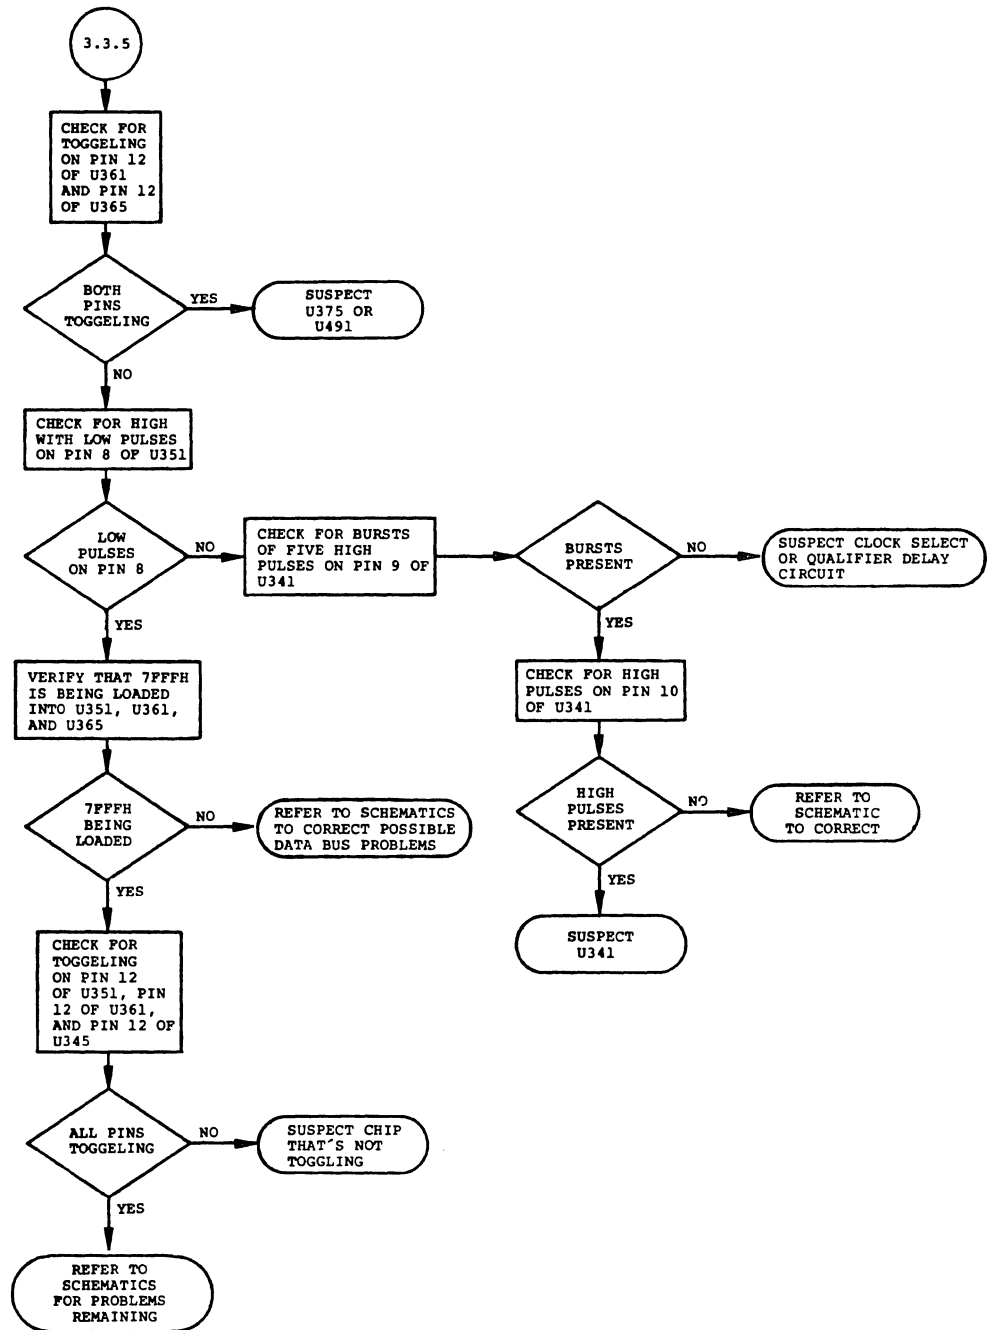 3.3.5
CHECK FOR
TOGGELING
ON PIN 12
OF U361
AND PIN 12
OF U365
BOTH
PINS
TOGGELING
YES
SUSPECT
U375 OR
U491
NO
CHECK FOR HIGH
WITH LOW PULSES
ON PIN 8 OF U351
LOW
PULSES
ON PIN 8
NO
CHECK FOR BURSTS
OF FIVE HIGH
PULSES ON PIN 9 OF
U341
BURSTS
PRESENT
NO
SUSPECT CLOCK SELECT
OR QUALIFIER DELAY
CIRCUIT
YES
CHECK FOR HIGH
PULSES ON PIN 10
OF U341
HIGH
PULSES
PRESENT
NO
REFER TO
SCHEMATIC
TO CORRECT
YES
SUSPECT
U341
YES
VERIFY THAT 7FFFH
IS BEING LOADED
INTO U351, U361,
AND U365
7FFFH
BEING
LOADED
NO
REFER TO SCHEMATICS
TO CORRECT POSSIBLE
DATA BUS PROBLEMS
YES
CHECK FOR
TOGGELING
ON PIN 12
OF U351, PIN
12 OF U361,
AND PIN 12 OF
U345
ALL PINS
TOGGELING
NO
SUSPECT CHIP
THAT'S NOT
TOGGLING
YES
REFER TO
SCHEMATICS
FOR PROBLEMS
REMAINING